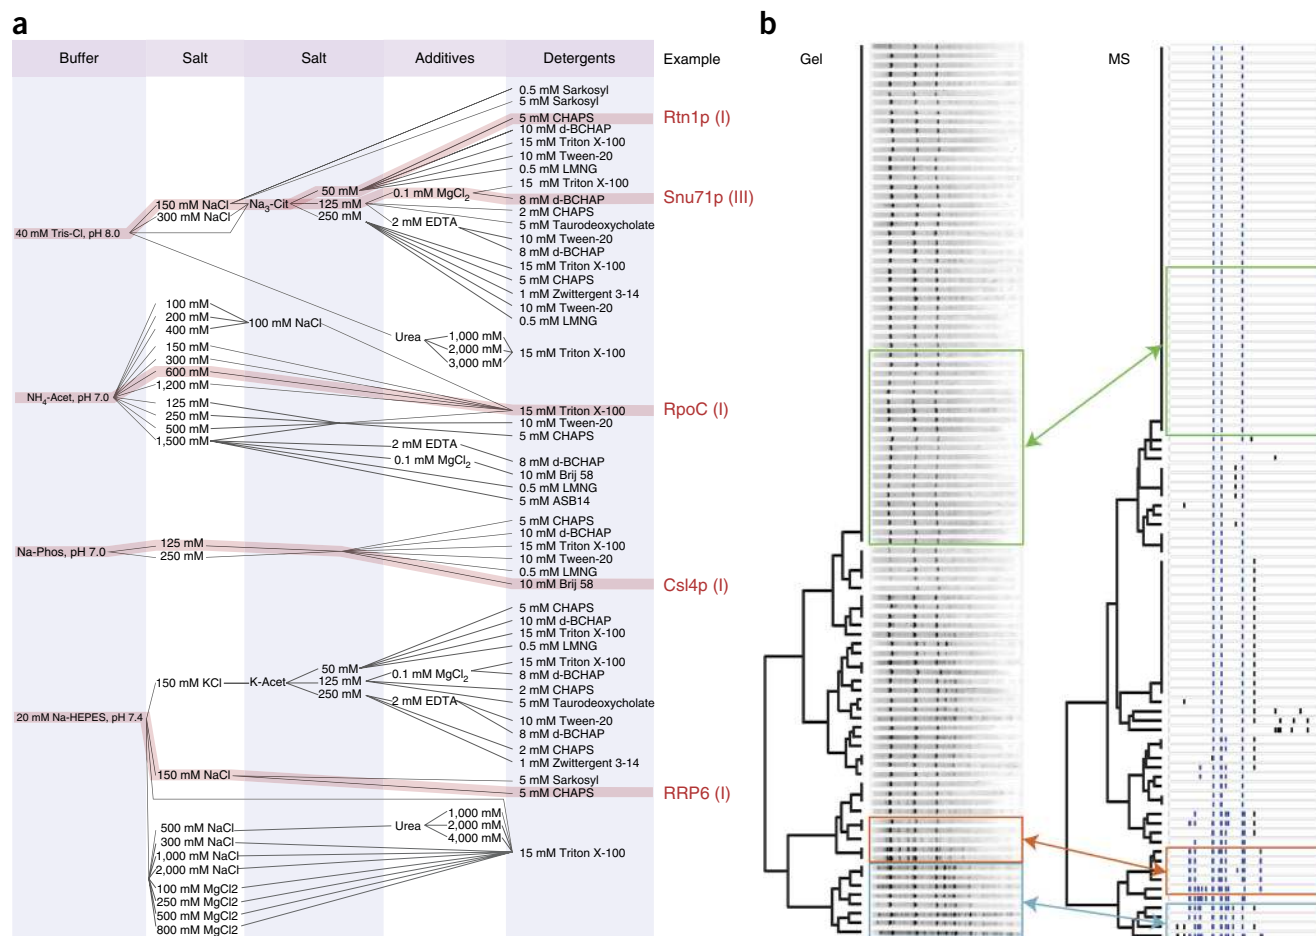 a
Buffer
Salt
Salt
Additives
Detergents
Example
0.5 mM Sarkosyl
5 mM Sarkosyl
5 mM CHAPS
Rtn1p (I)
10 mM d-BCHAP
15 mM Triton X-100
10 mM Tween-20
0.5 mM LMNG
15 mM Triton X-100
150 mM NaCl
300 mM NaCl
Na3-Cit
50 mM
125 mM
250 mM
0.1 mM MgCl2
8 mM d-BCHAP
Snu71p (III)
2 mM CHAPS
2 mM EDTA
5 mM Taurodeoxycholate
40 mM Tris-Cl, pH 8.0
10 mM Tween-20
8 mM d-BCHAP
15 mM Triton X-100
5 mM CHAPS
1 mM Zwittergent 3-14
10 mM Tween-20
0.5 mM LMNG
100 mM
200 mM
400 mM
100 mM NaCl
Urea
1,000 mM
2,000 mM
3,000 mM
15 mM Triton X-100
150 mM
300 mM
600 mM
1,200 mM
NH4-Acet, pH 7.0
125 mM
250 mM
500 mM
1,500 mM
15 mM Triton X-100
RpoC (I)
10 mM Tween-20
5 mM CHAPS
2 mM EDTA
0.1 mM MgCl2
8 mM d-BCHAP
10 mM Brij 58
0.5 mM LMNG
5 mM ASB14
Na-Phos, pH 7.0
125 mM
250 mM
5 mM CHAPS
10 mM d-BCHAP
15 mM Triton X-100
10 mM Tween-20
0.5 mM LMNG
10 mM Brij 58
Csl4p (I)
5 mM CHAPS
10 mM d-BCHAP
15 mM Triton X-100
0.5 mM LMNG
15 mM Triton X-100
150 mM KCl
K-Acet
50 mM
125 mM
250 mM
0.1 mM MgCl2
8 mM d-BCHAP
2 mM CHAPS
2 mM EDTA
5 mM Taurodeoxycholate
20 mM Na-HEPES, pH 7.4
10 mM Tween-20
8 mM d-BCHAP
2 mM CHAPS
1 mM Zwittergent 3-14
150 mM NaCl
5 mM Sarkosyl
5 mM CHAPS
RRP6 (I)
500 mM NaCl
300 mM NaCl
1,000 mM NaCl
2,000 mM NaCl
100 mM MgCl2
250 mM MgCl2
500 mM MgCl2
800 mM MgCl2
Urea
1,000 mM
2,000 mM
4,000 mM
15 mM Triton X-100
b
Gel
MS